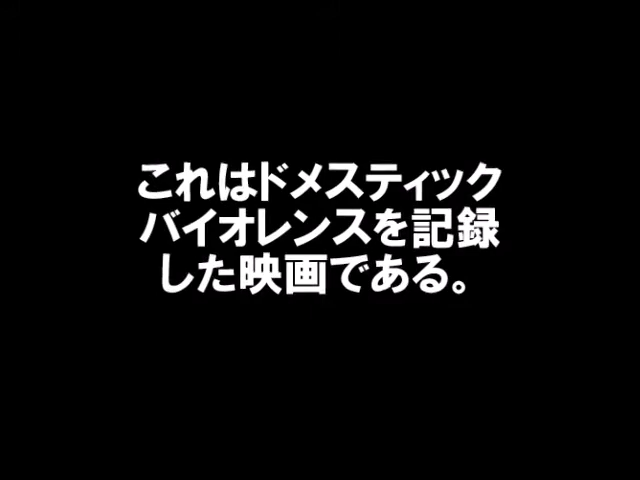 これはドメスティック
バイオレンスを記録
した映画である。